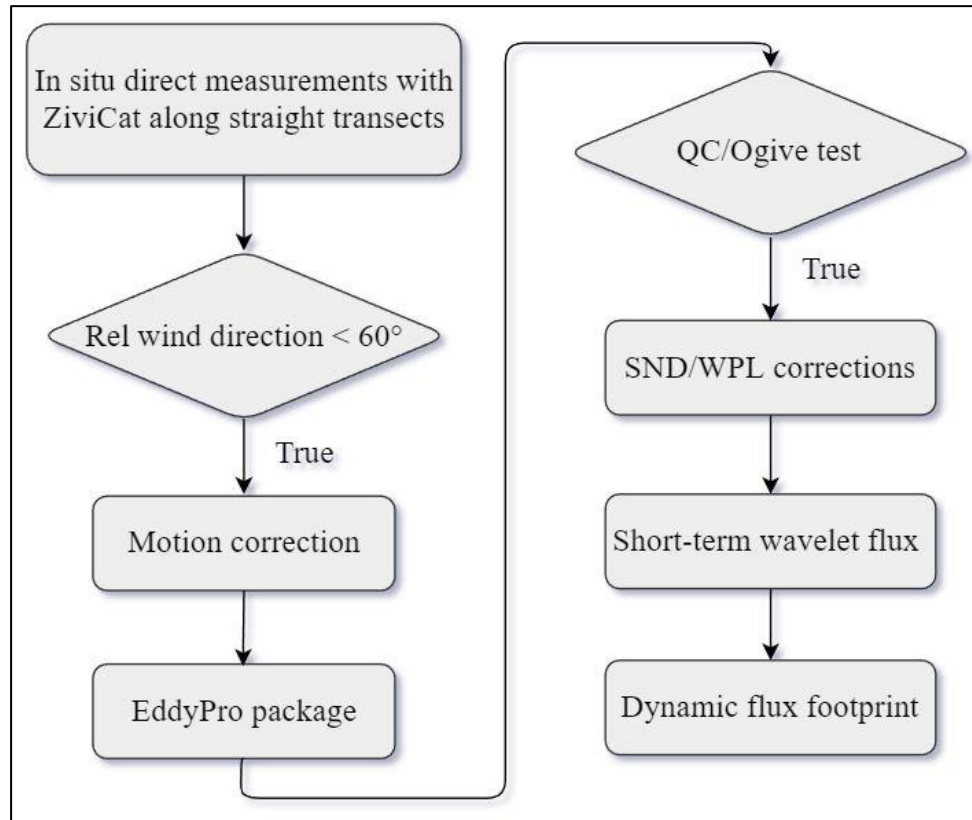 In situ direct measurements with
ZiviCat along straight transects
Rel wind direction < 60°
True
Motion correction
EddyPro package
QC/Ogive test
True
SND/WPL corrections
Short-term wavelet flux
Dynamic flux footprint